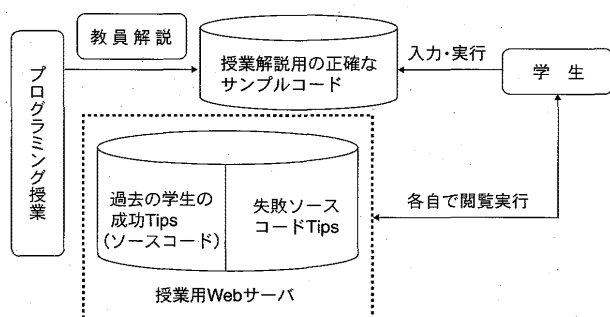 教員解説
プログラミング授業
授業解説用の正確な
サンプルコード
入力・実行
学　生
過去の学生の
成功Tips
（ソースコード）
失敗ソース
コードTips
各自で閲覧実行
授業用Webサーバ